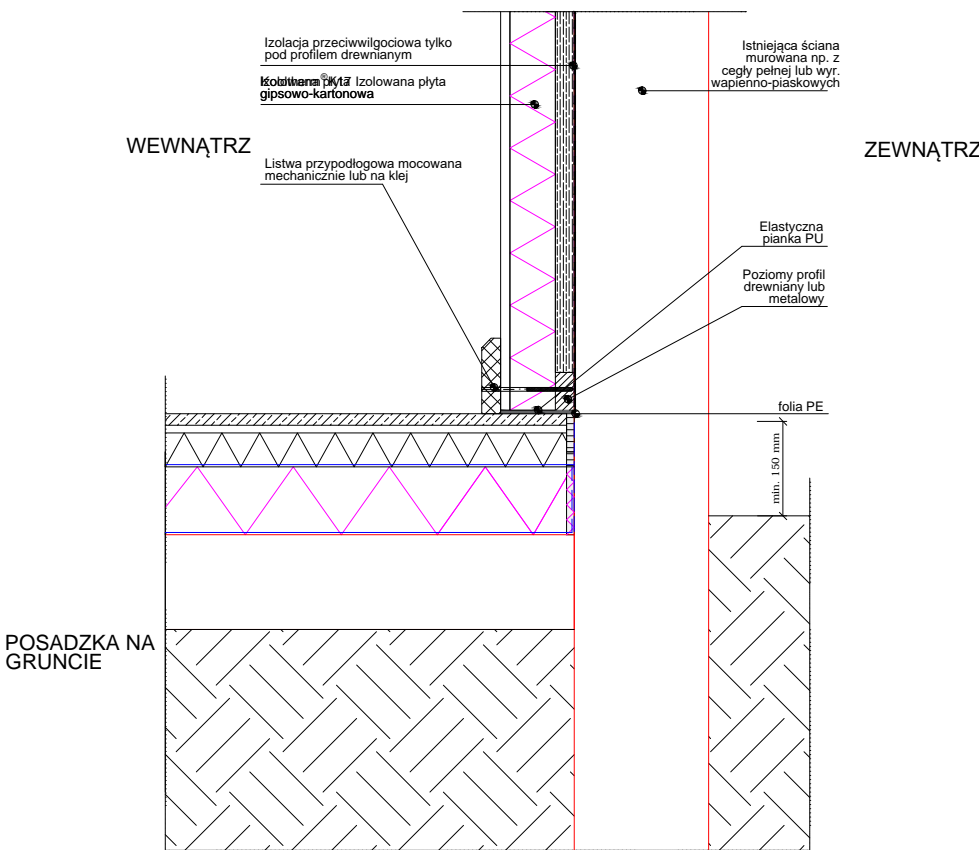 Izolacja przeciwwilgociowa tylko
pod profilem drewnianym
Izolowana płyta
gipsowo-kartonowa
WEWNĄTRZ
Listwa przypodłogowa mocowana
mechanicznie lub na klej
Istniejąca ściana
murowana np. z
cegły pełnej lub wyr.
wapienno-piaskowych
ZEWNĄTRZ
Elastyczna
pianka PU
Poziomy profil
drewniany lub
metalowy
folia PE
min. 150 mm
POSADZKA NA
GRUNCIE